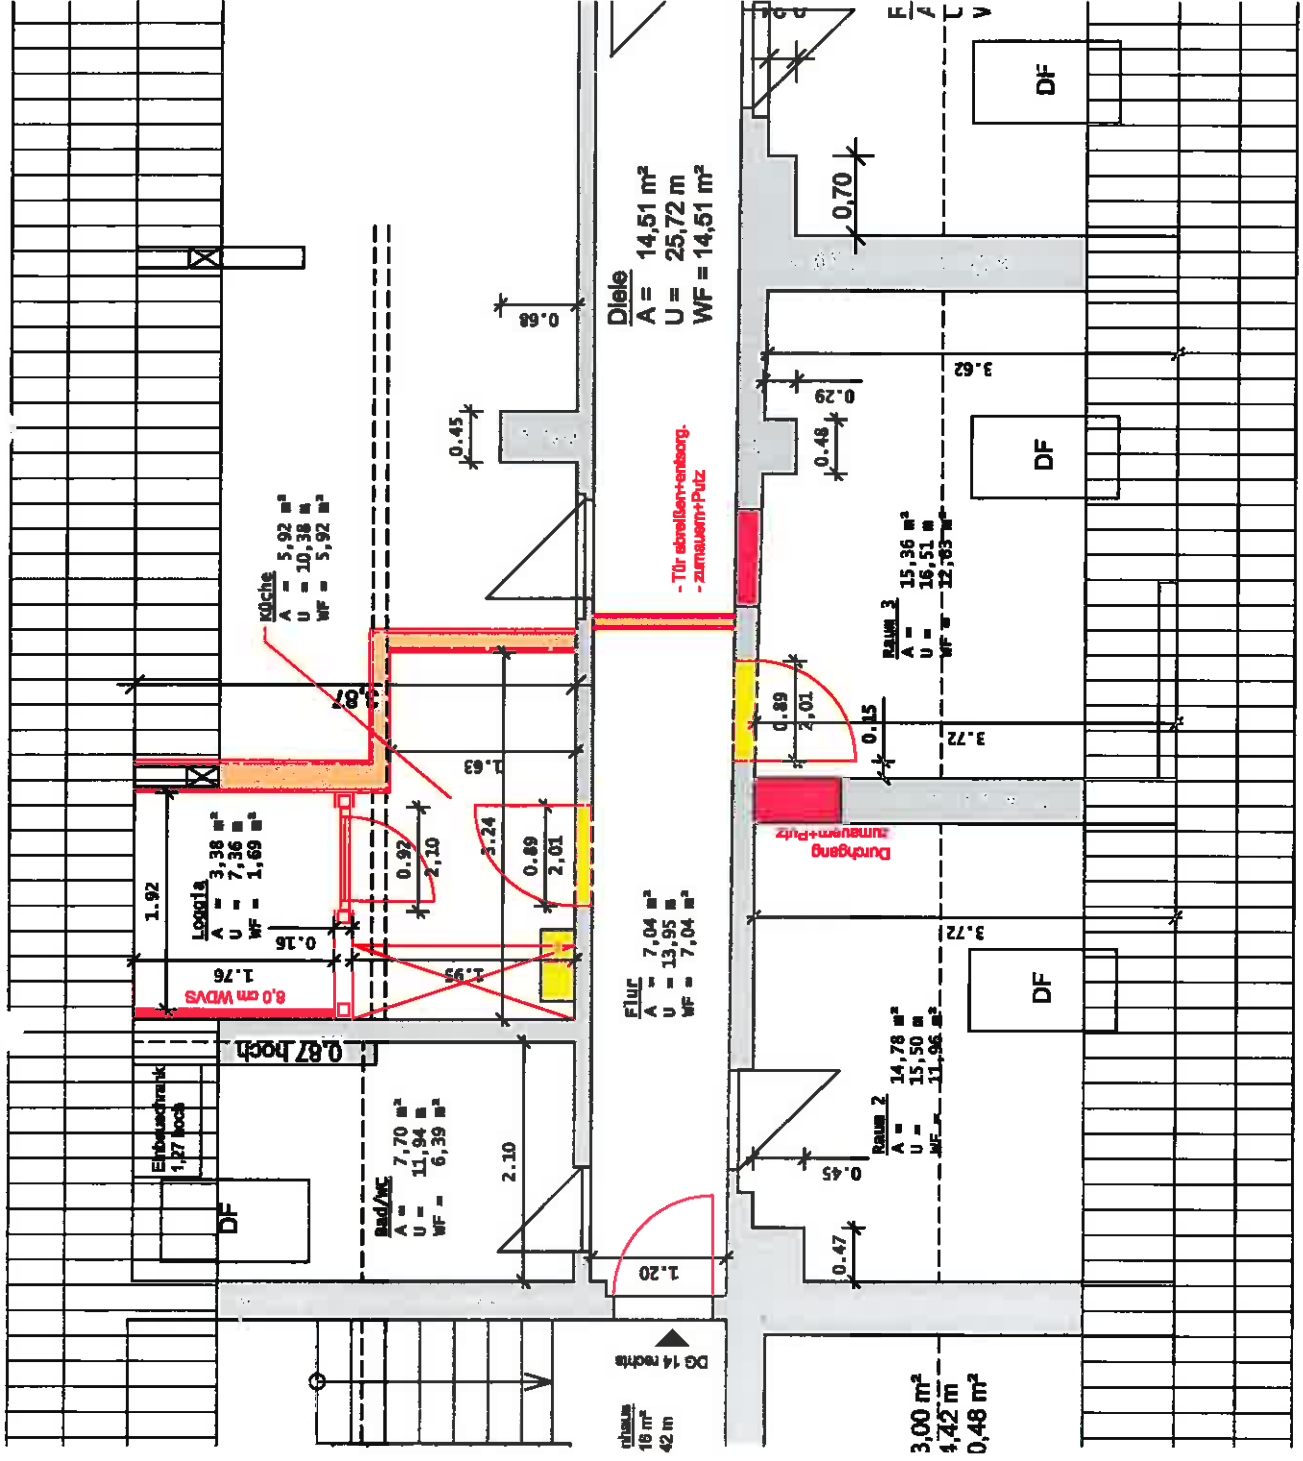 Küche
A = 5,92 m²
U = 10,38 m
WF = 5,92 m²
Diele
A = 14,51 m²
U = 25,72 m
WF = 14,51 m²
Loggia
A = 3,38 m²
U = 7,36 m
WF = 1,69 m²
Flur
A = 7,04 m²
U = 13,95 m²
WF = 7,04 m²
Bad/WC
A = 7,70 m²
U = 11,94 m
WF = 6,39 m²
Raum 3
A = 15,36 m²
U = 16,51 m
WF = 12,63 m²
Raum 2
A = 14,78 m²
U = 15,50 m
WF = 11,96 m²
- Tür abreißen+entsorg.
- zumauern+Putz
Durchgang
zumauern+Putz
8,0 cm WDVS
0,87 hoch
Einbauschrank
1,27 hoch
DG 14 rechts
nhaus
16 m²
42 m
3,00 m²
4,42 m
0,48 m²
DF
DF
DF
DF
0,70
0.68
0.45
0.29
0.48
3.62
3,87
1.63
3.24
0.92
2,10
0.89
2,01
0.89
2,01
0.15
3.72
3.72
1.92
0.16
1.76
1.95
2.10
1.20
0.45
0.47